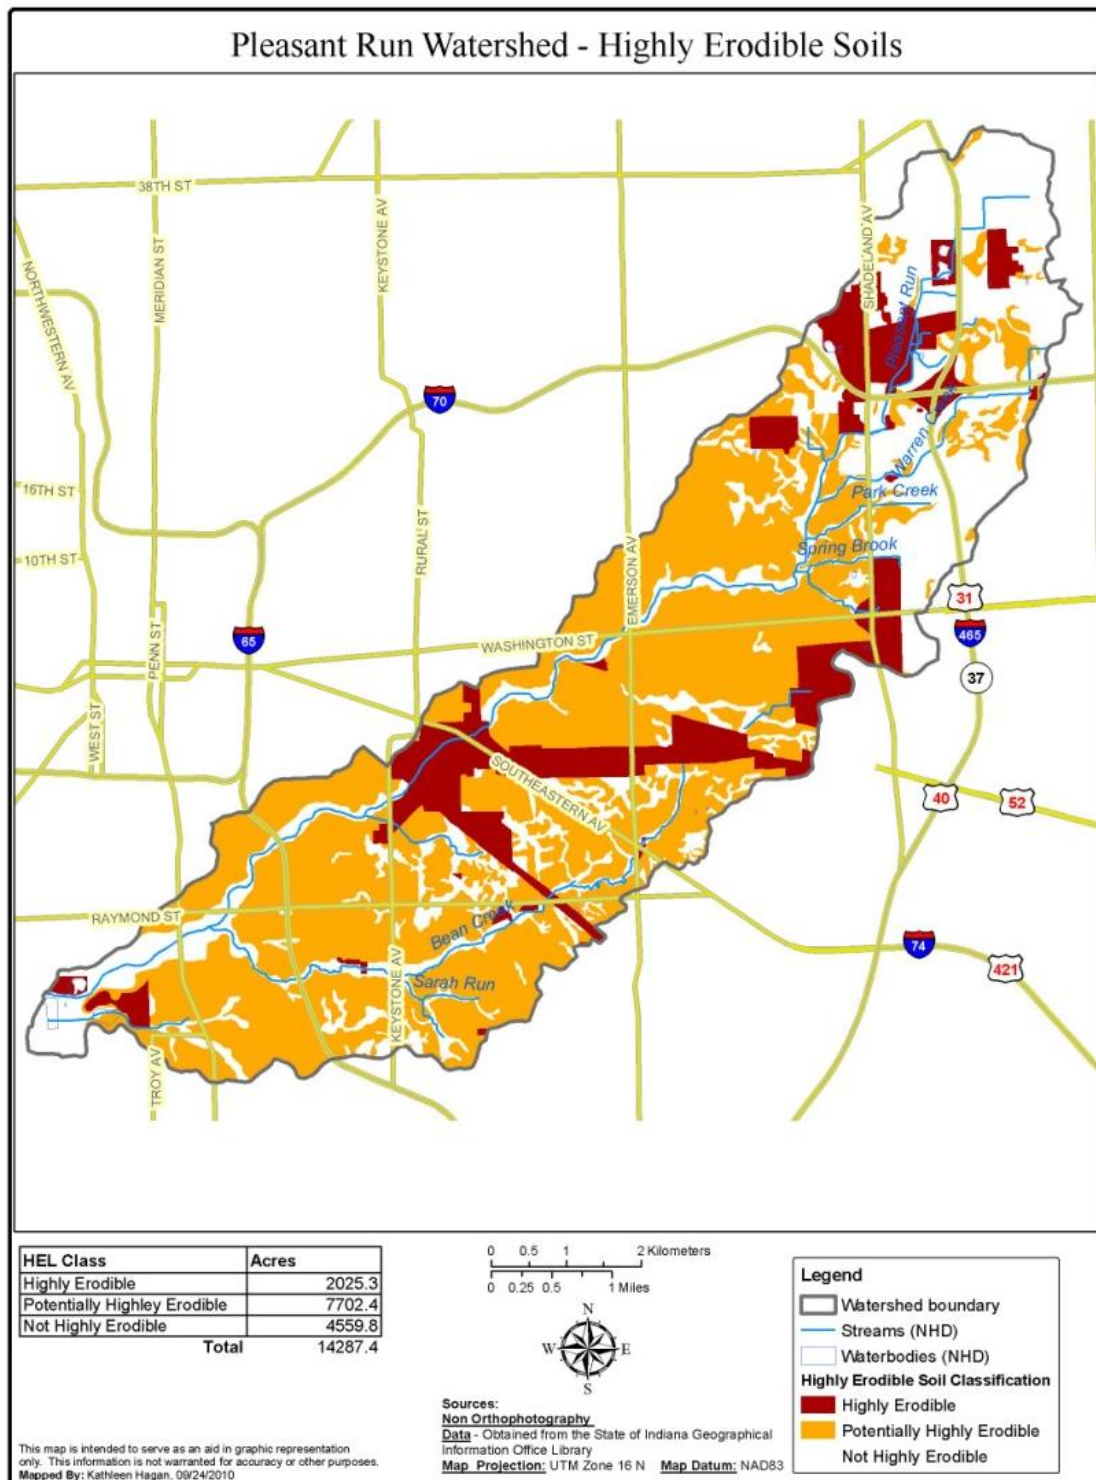 Pleasant Run Watershed - Highly Erodible Soils
38TH ST
NORTHWESTERN AV
MERIDIAN ST
KEYSTONE AV
SHADELAND AV
Pleasant Run
70
Warren Creek
16TH ST
Park Creek
10TH ST
RURAL ST
EMERSON AV
Spring Brook
31
65
WASHINGTON ST
465
PENN ST
37
WEST ST
SOUTHEASTERN AV
40
52
RAYMOND ST
Bean Creek
74
421
KEYSTONE AV
Sarah Run
TROY AV
HEL Class Acres
Highly Erodible 2025.3
Potentially Highley Erodible 7702.4
Not Highly Erodible 4559.8
Total 14287.4
0 0.5 1 2 Kilometers
0 0.25 0.5 1 Miles
N
W E
S
Legend
Watershed boundary
Streams (NHD)
Waterbodies (NHD)
Highly Erodible Soil Classification
Highly Erodible
Potentially Highly Erodible
Not Highly Erodible
Sources:
Non Orthophotography
Data - Obtained from the State of Indiana Geographical
Information Office Library
Map Projection: UTM Zone 16 N Map Datum: NAD83
This map is intended to serve as an aid in graphic representation
only. This information is not warranted for accuracy or other purposes.
Mapped By: Kathleen Hagan, 09/24/2010